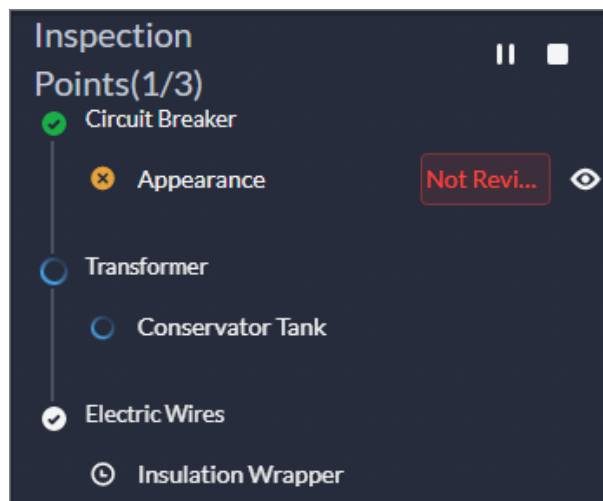 Inspection
Points(1/3)
Circuit Breaker
Appearance
Not Revi...
Transformer
Conservator Tank
Electric Wires
Insulation Wrapper